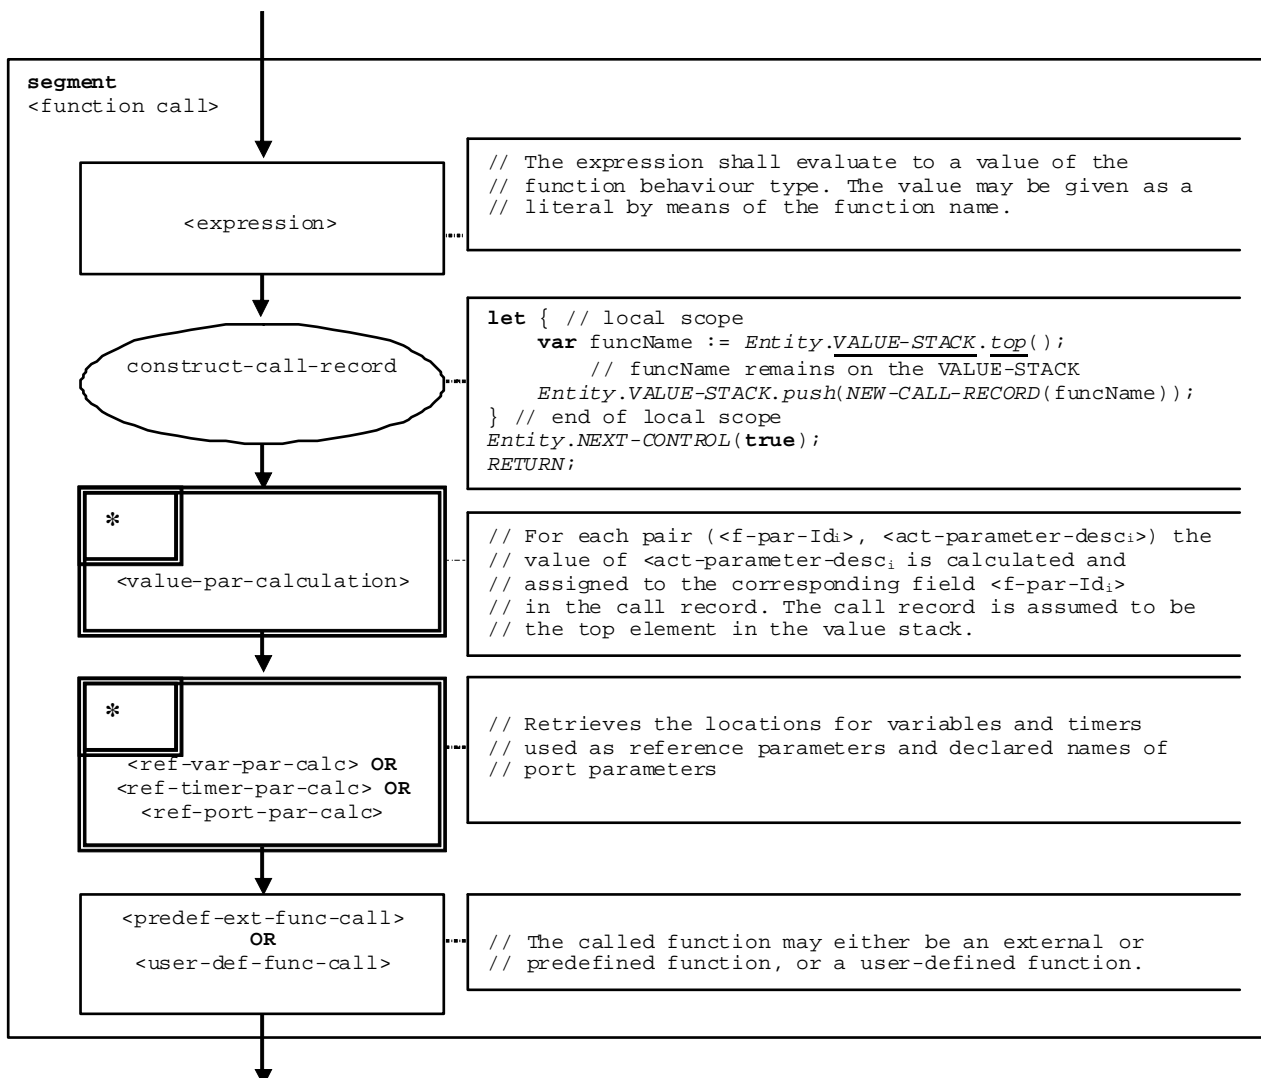 segment
<function call>
<expression>
// The expression shall evaluate to a value of the
// function behaviour type. The value may be given as a
// literal by means of the function name.
construct-call-record
let { // local scope
var funcName := Entity.VALUE-STACK.top();
// funcName remains on the VALUE-STACK
Entity.VALUE-STACK.push(NEW-CALL-RECORD(funcName));
} // end of local scope
Entity.NEXT-CONTROL(true);
RETURN;
*
<value-par-calculation>
// For each pair (<f-par-Idi>, <act-parameter-desci>) the
// value of <act-parameter-desci is calculated and
// assigned to the corresponding field <f-par-Idi>
// in the call record. The call record is assumed to be
// the top element in the value stack.
*
<ref-var-par-calc> OR
<ref-timer-par-calc> OR
<ref-port-par-calc>
// Retrieves the locations for variables and timers
// used as reference parameters and declared names of
// port parameters
<predef-ext-func-call>
OR
<user-def-func-call>
// The called function may either be an external or
// predefined function, or a user-defined function.